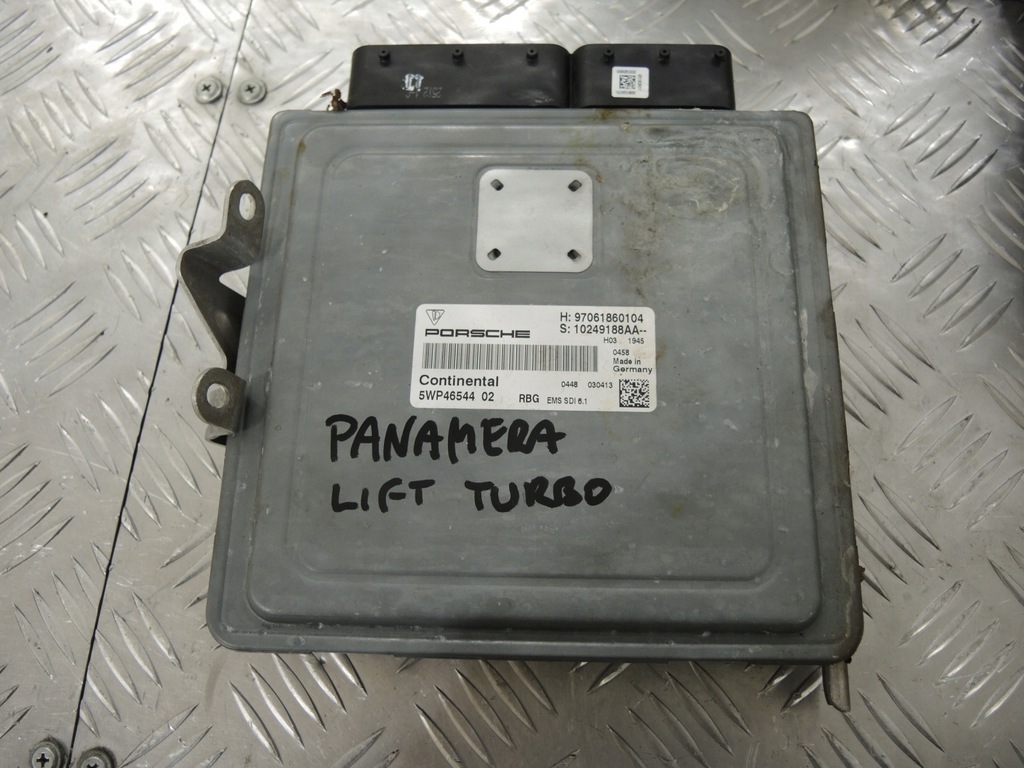 H: 97061860104
PORSCHE S: 10249188AA--
H03 1945
0458
Made in
Germany
Continental 0448 030413
5WP46544 02 RBG EMS SDI 6.1
PANAMERA
LIFT TURBO